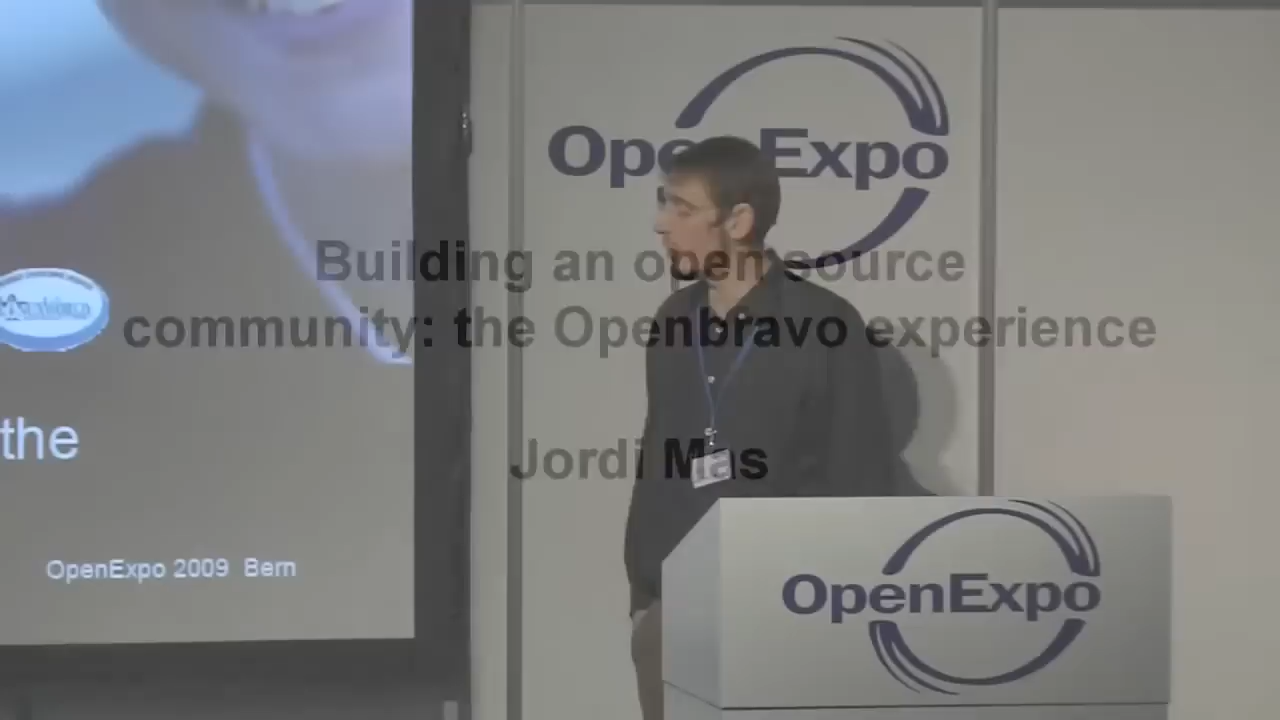 OpenExpo
Building an open source
community: the Openbravo experience
the
Jordi Mas
OpenExpo 2009 Bern
OpenExpo